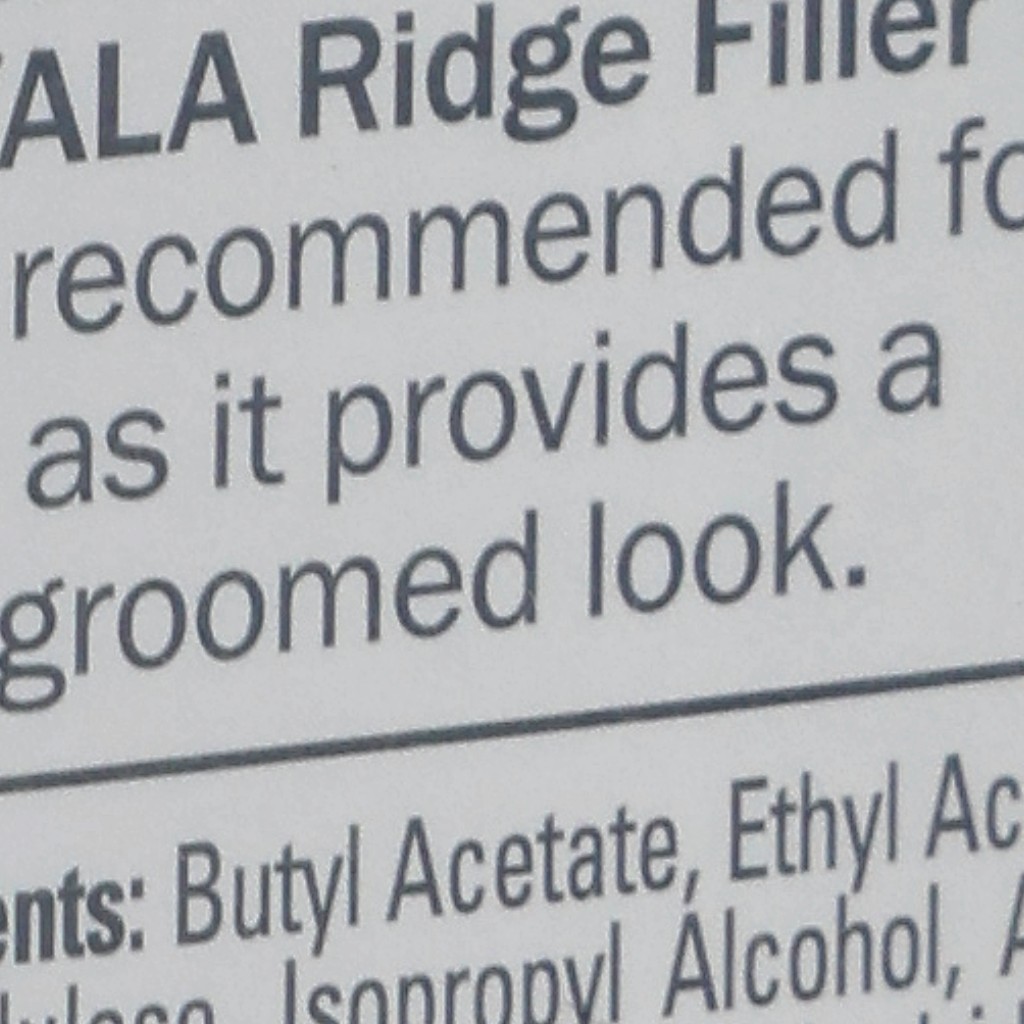 ALA Ridge Filler
recommended fo
as it provides a
groomed look.
ents: Butyl Acetate, Ethyl Ac
Isopropyl Alcohol, A